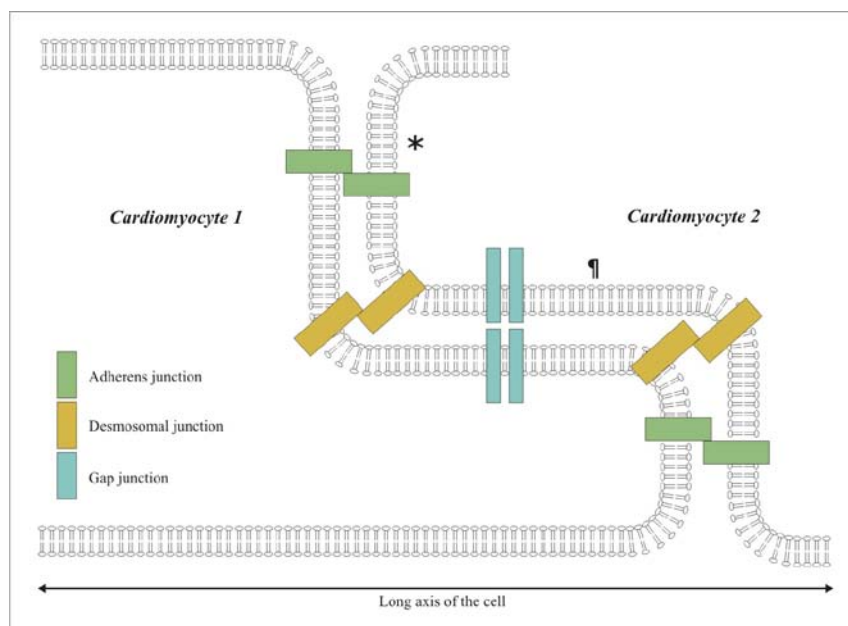 *
Cardiomyocyte 1
Cardiomyocyte 2
¶
Adherens junction
Desmosomal junction
Gap junction
Long axis of the cell